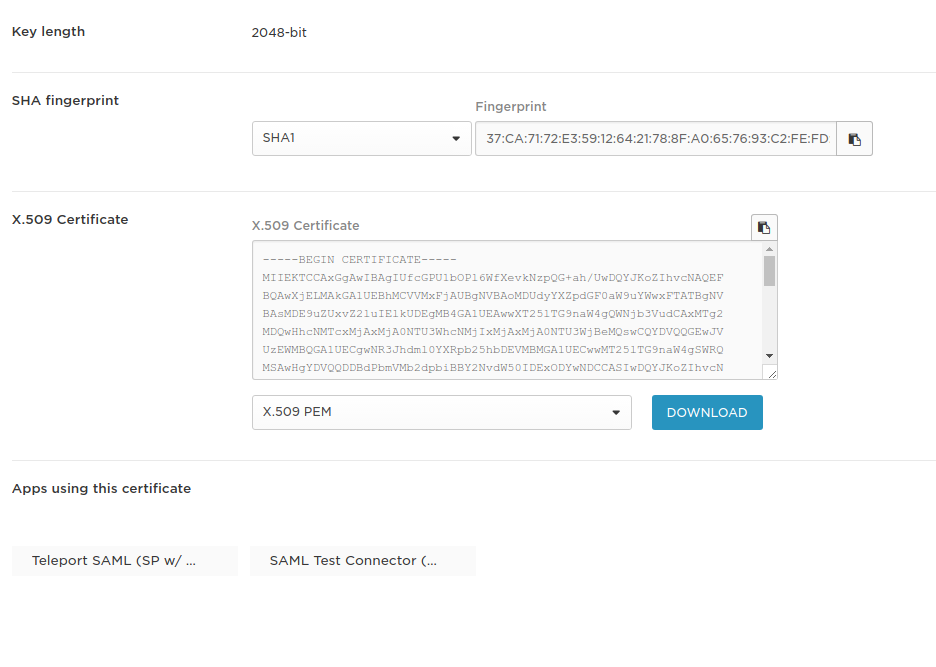 Key length
2048-bit
SHA fingerprint
Fingerprint
SHA1
37:CA:71:72:E3:59:12:64:21:78:8F:A0:65:76:93:C2:FE:FD
X.509 Certificate
X.509 Certificate
-----BEGIN CERTIFICATE-----
MIIEKTCCAxGgAwIBAgIUfcGPU1bOP16WfXevkNzpQG+ah/UwDQYJKoZIhvcNAQEF
BQAwXjELMAkGA1UEBhMCVVMxFjAUBgNVBAoMDUdyYXZpdGF0aW9uYWwxFTATBgNV
BAsMDE9uZUxvZ2luIElkUDEgMB4GA1UEAwwXT25lTG9naW4gQWNjb3VudCAxMTg2
MDQwHhcNMTcxMjAxMjA0NTU3WhcNMjIxMjAxMjA0NTU3WjBeMQswCQYDVQQGEwJV
UzEWMBQGA1UECgwNR3Jhdml0YXRpb25hbDEVMBMGA1UECwwMT25lTG9naW4gSWRQ
MSAwHgYDVQQDDBdPbmVMb2dpbiBBY2NvdW50IDExODYwNDCCASIwDQYJKoZIhvcN
X.509 PEM
DOWNLOAD
Apps using this certificate
Teleport SAML (SP w/ ...
SAML Test Connector (...